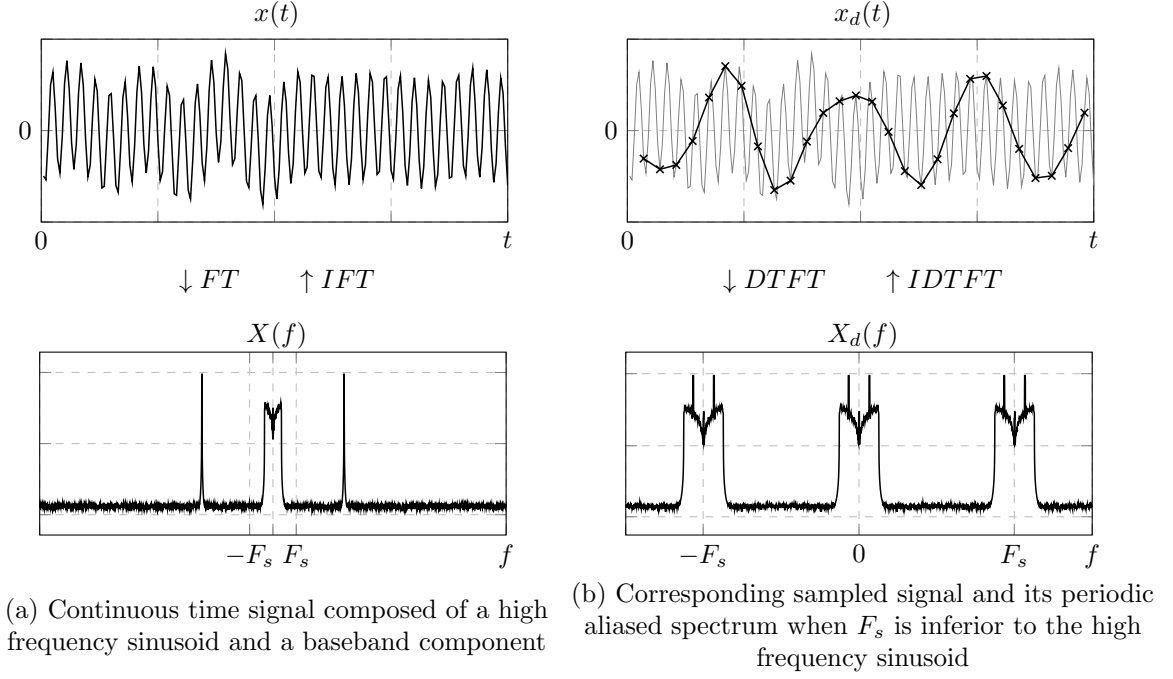 x(t)
0
0 t
↓ FT ↑ IFT
X(f)
−F_s F_s f
(a) Continuous time signal composed of a high
frequency sinusoid and a baseband component
x_d(t)
0
0 t
↓ DTFT ↑ IDTFT
X_d(f)
−F_s 0 F_s f
(b) Corresponding sampled signal and its periodic
aliased spectrum when F_s is inferior to the high
frequency sinusoid